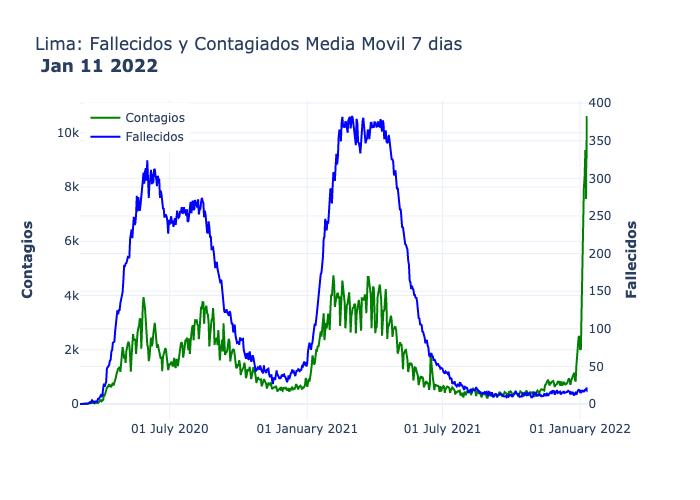 Lima: Fallecidos y Contagiados Media Movil 7 dias
Jan 11 2022
Contagios
Fallecidos
10k
8k
6k
4k
2k
0
400
350
300
250
200
150
100
50
0
Contagios
Fallecidos
01 July 2020
01 January 2021
01 July 2021
01 January 2022